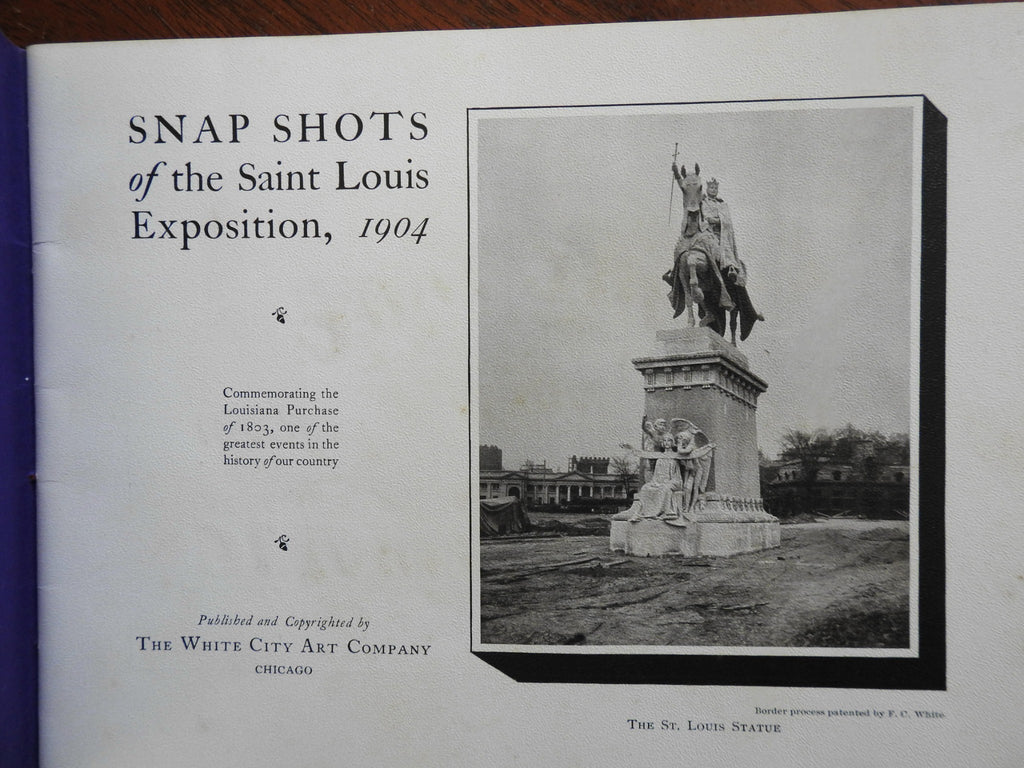 SNAP SHOTS
of the Saint Louis
Exposition, 1904
Commemorating the
Louisiana Purchase
of 1803, one of the
greatest events in the
history of our country
Published and Copyrighted by
THE WHITE CITY ART COMPANY
CHICAGO
Border process patented by F. C. White
THE ST. LOUIS STATUE